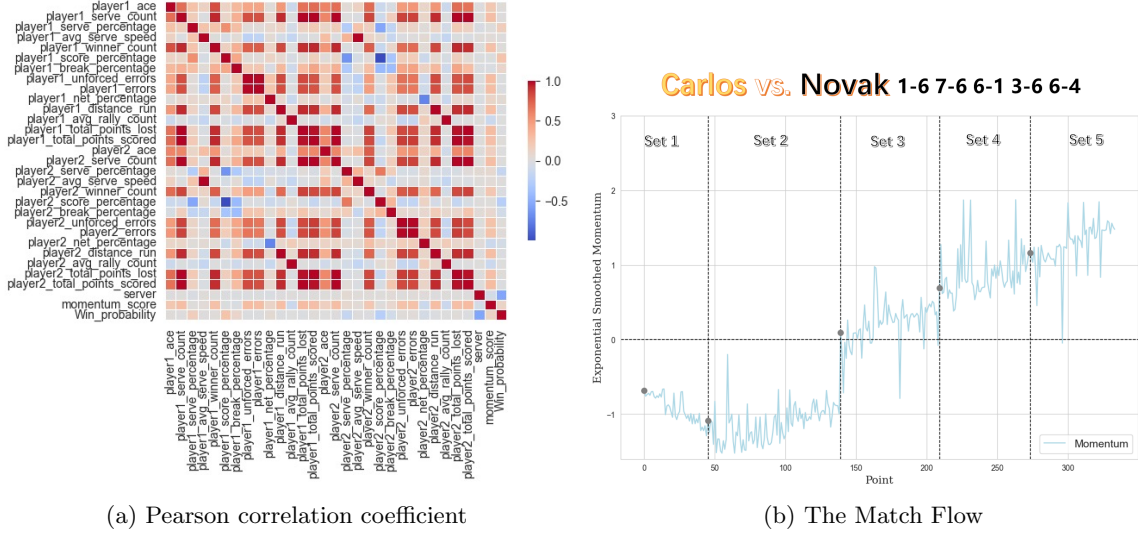 player1_ace
player1_serve_count
player1_serve_percentage
player1_avg_serve_speed
player1_winner_count
player1_score_percentage
player1_break_percentage
player1_unforced_errors
player1_errors
player1_net_percentage
player1_distance_run
player1_avg_rally_count
player1_total_points_lost
player1_total_points_scored
player2_ace
player2_serve_count
player2_serve_percentage
player2_avg_serve_speed
player2_winner_count
player2_score_percentage
player2_break_percentage
player2_unforced_errors
player2_errors
player2_net_percentage
player2_distance_run
player2_avg_rally_count
player2_total_points_lost
player2_total_points_scored
server
momentum_score
Win_probability
player1_ace
player1_serve_count
player1_serve_percentage
player1_avg_serve_speed
player1_winner_count
player1_score_percentage
player1_break_percentage
player1_unforced_errors
player1_errors
player1_net_percentage
player1_distance_run
player1_avg_rally_count
player1_total_points_lost
player1_total_points_scored
player2_ace
player2_serve_count
player2_serve_percentage
player2_avg_serve_speed
player2_winner_count
player2_score_percentage
player2_break_percentage
player2_unforced_errors
player2_errors
player2_net_percentage
player2_distance_run
player2_avg_rally_count
player2_total_points_lost
player2_total_points_scored
server
momentum_score
Win_probability
1.0
0.5
0.0
−0.5
(a) Pearson correlation coefficient
Carlos vs. Novak 1-6 7-6 6-1 3-6 6-4
Set 1 Set 2 Set 3 Set 4 Set 5
Exponential Smoothed Momentum
3
2
1
0
−1
0 50 100 150 200 250 300
Point
Momentum
(b) The Match Flow